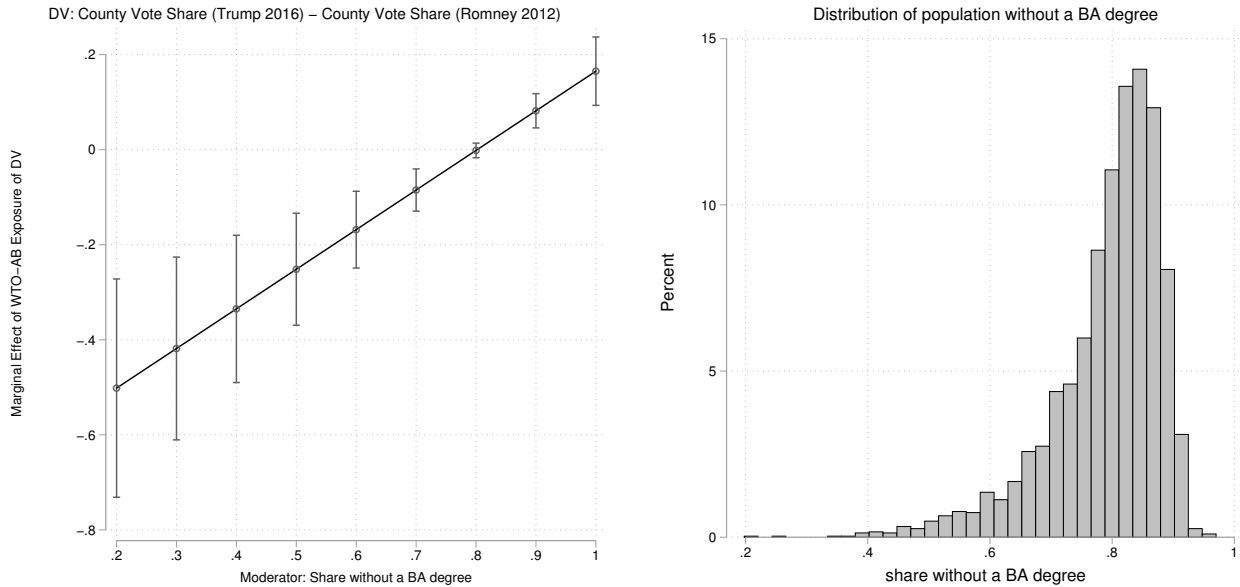 DV: County Vote Share (Trump 2016) − County Vote Share (Romney 2012)
Marginal Effect of WTO−AB Exposure of DV
.2
0
−.2
−.4
−.6
−.8
.2 .3 .4 .5 .6 .7 .8 .9 1
Moderator: Share without a BA degree
Distribution of population without a BA degree
Percent
15
10
5
0
.2 .4 .6 .8 1
share without a BA degree